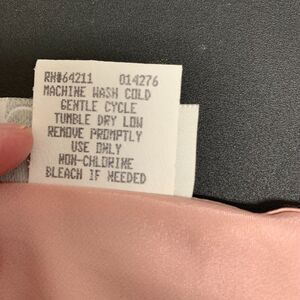 RN#64211 014276
MACHINE WASH COLD
GENTLE CYCLE
TUMBLE DRY LOW
REMOVE PROMPTLY
USE ONLY
NON-CHLORINE
BLEACH IF NEEDED